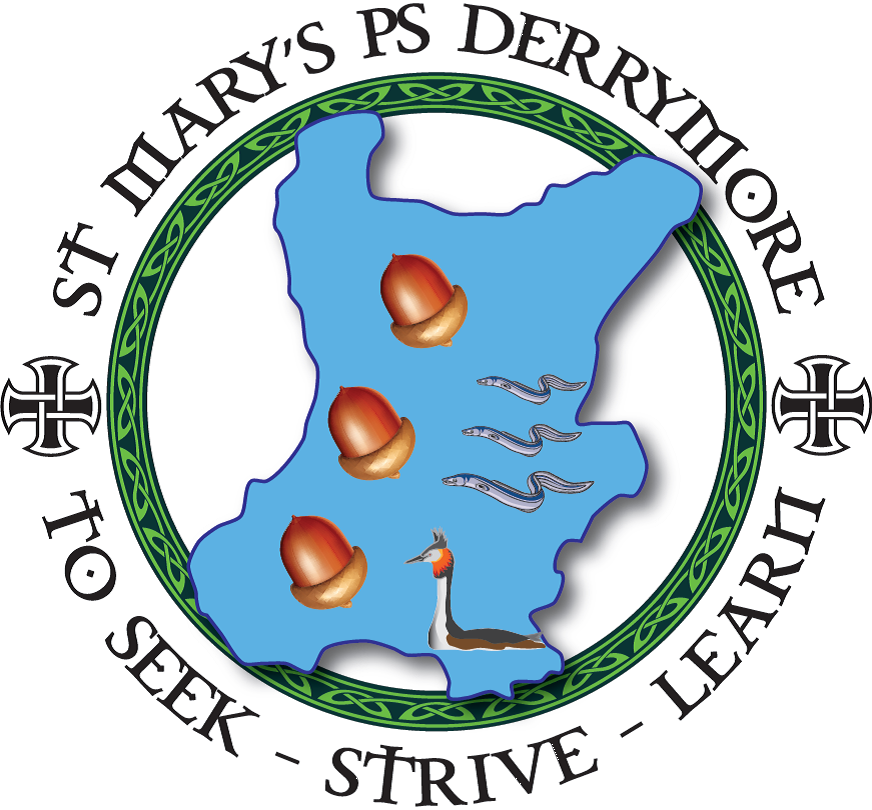 ST MARY'S PS DERRYMORE
TO SEEK - STRIVE - LEARN